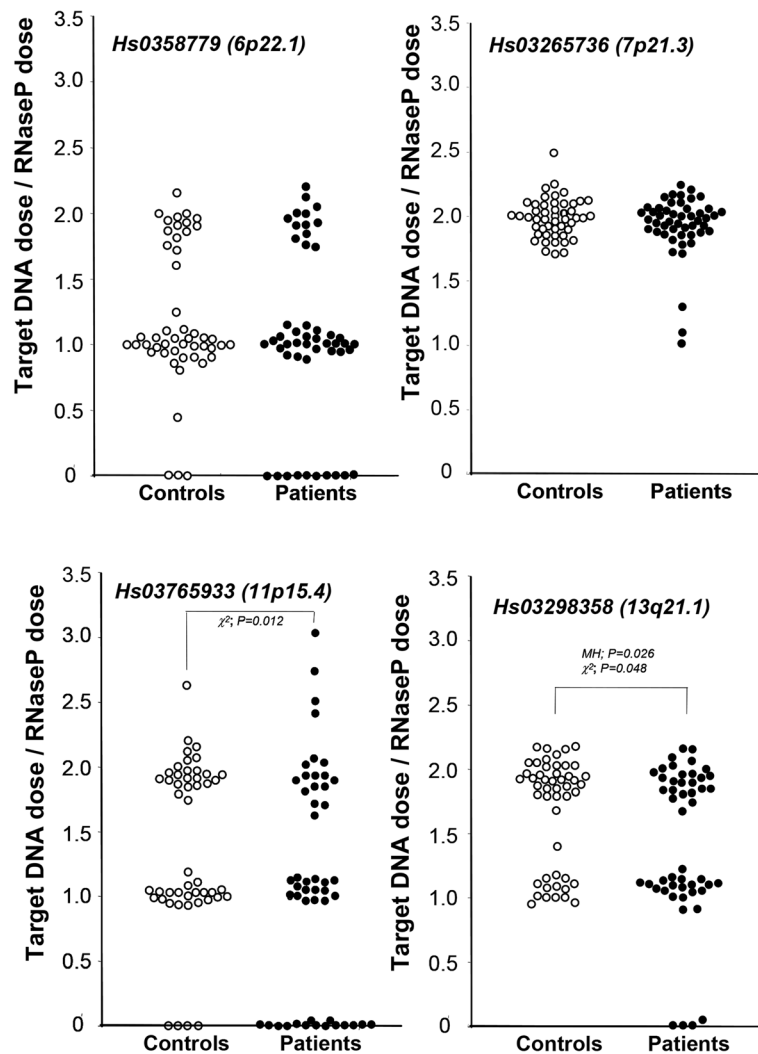 Hs0358779 (6p22.1)
Target DNA dose / RNaseP dose
3.5
3.0
2.5
2.0
1.5
1.0
0.5
0
Controls Patients
Hs03265736 (7p21.3)
Target DNA dose / RNaseP dose
3.5
3.0
2.5
2.0
1.5
1.0
0.5
0
Controls Patients
Hs03765933 (11p15.4)
χ²; P=0.012
Target DNA dose / RNaseP dose
3.5
3.0
2.5
2.0
1.5
1.0
0.5
0
Controls Patients
Hs03298358 (13q21.1)
MH; P=0.026
χ²; P=0.048
Target DNA dose / RNaseP dose
3.5
3.0
2.5
2.0
1.5
1.0
0.5
0
Controls Patients